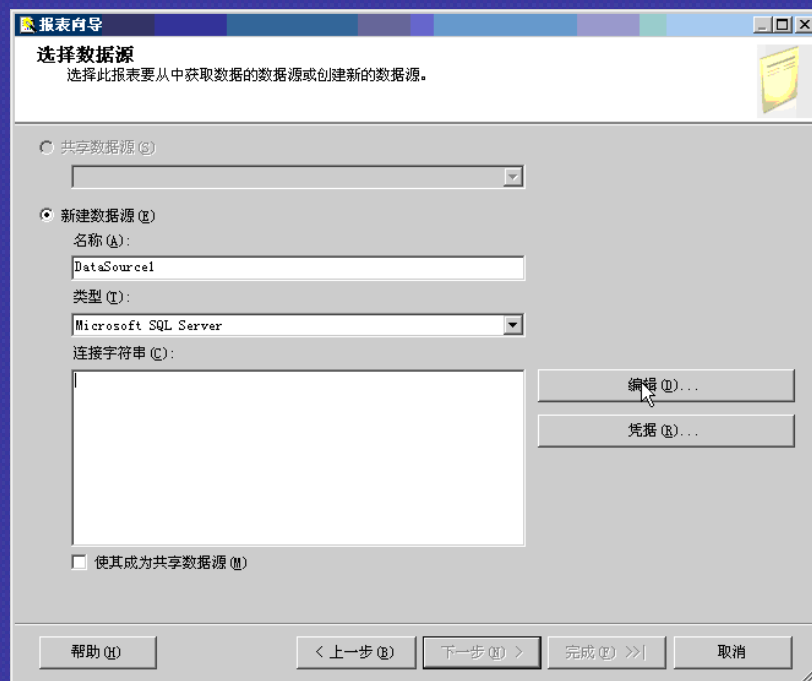 报表向导
选择数据源
选择此报表要从中获取数据的数据源或创建新的数据源。
共享数据源(S)
新建数据源(E)
名称(A):
DataSource1
类型(T):
Microsoft SQL Server
连接字符串(C):
编辑(D)...
凭据(R)...
使其成为共享数据源(M)
帮助(H)
< 上一步(B)
下一步(N) >
完成(F) >>|
取消